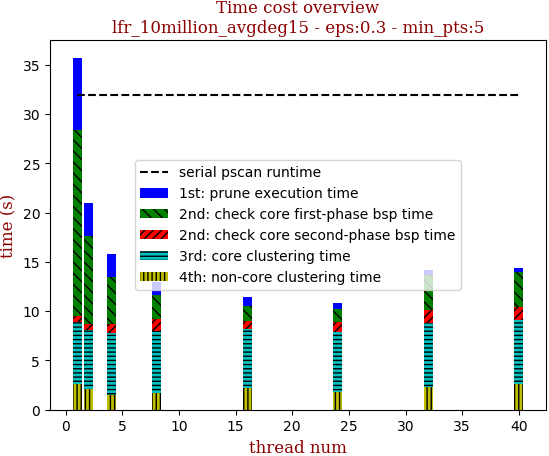 Time cost overview
lfr_10million_avgdeg15 - eps:0.3 - min_pts:5
time (s)
35
30
25
20
15
10
5
0
serial pscan runtime
1st: prune execution time
2nd: check core first-phase bsp time
2nd: check core second-phase bsp time
3rd: core clustering time
4th: non-core clustering time
0 5 10 15 20 25 30 35 40
thread num